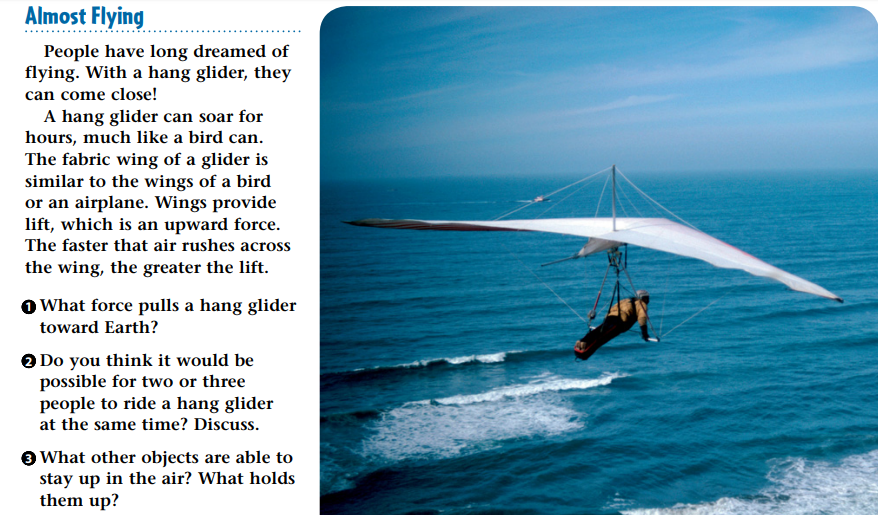 Almost Flying
People have long dreamed of
flying. With a hang glider, they
can come close!
A hang glider can soar for
hours, much like a bird can.
The fabric wing of a glider is
similar to the wings of a bird
or an airplane. Wings provide
lift, which is an upward force.
The faster that air rushes across
the wing, the greater the lift.
1 What force pulls a hang glider
toward Earth?
2 Do you think it would be
possible for two or three
people to ride a hang glider
at the same time? Discuss.
3 What other objects are able to
stay up in the air? What holds
them up?